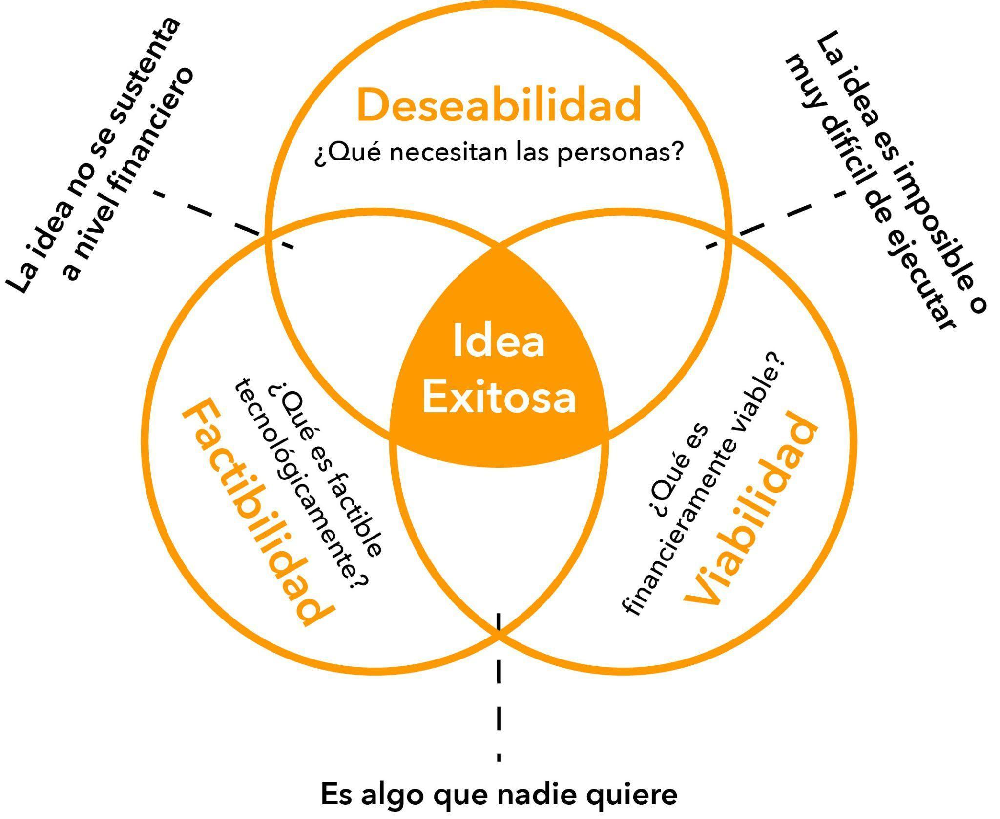 La idea no se sustenta
a nivel financiero
La idea es imposible o
muy difícil de ejecutar
Deseabilidad
¿Qué necesitan las personas?
Idea
Exitosa
¿Qué es factible
tecnológicamente?
Factibilidad
¿Qué es
financieramente viable?
Viabilidad
Es algo que nadie quiere